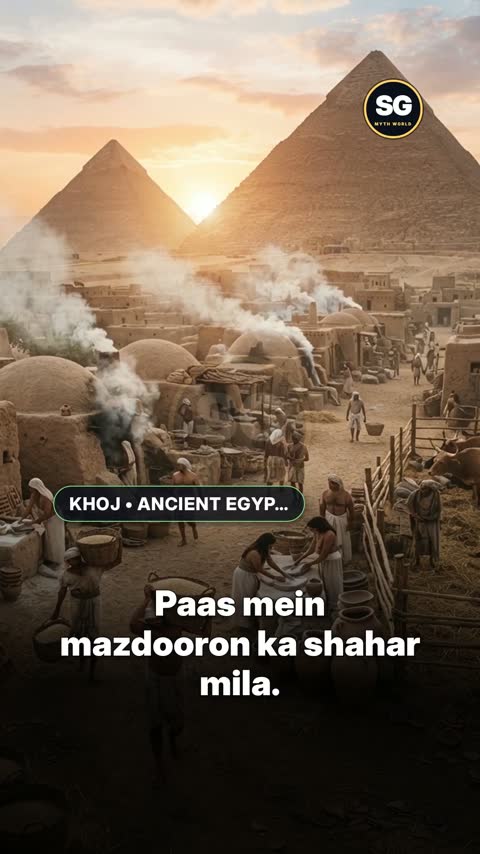 SG
MYTH WORLD
KHOJ • ANCIENT EGYP...
Paas mein
mazdooron ka shahar
mila.